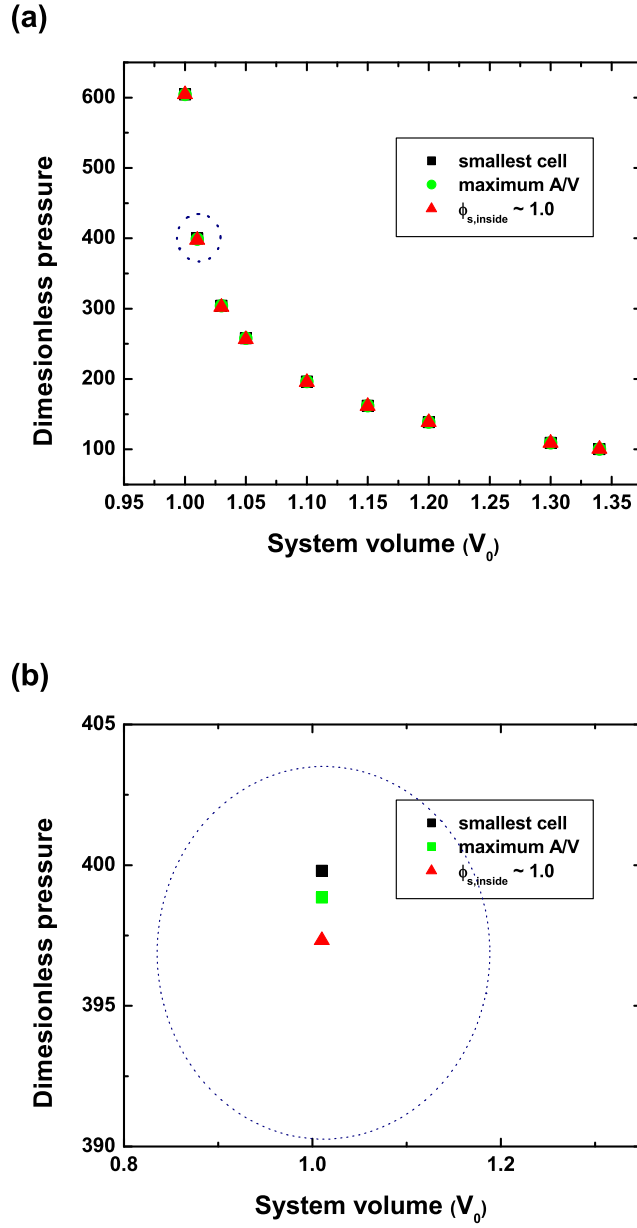 (a)
600
500
400
300
200
100
0.95 1.00 1.05 1.10 1.15 1.20 1.25 1.30 1.35
Dimesionless pressure
System volume (V₀)
smallest cell
maximum A/V
ϕs,inside ~ 1.0
(b)
405
400
395
390
0.8 1.0 1.2
Dimesionless pressure
System volume (V₀)
smallest cell
maximum A/V
ϕs,inside ~ 1.0